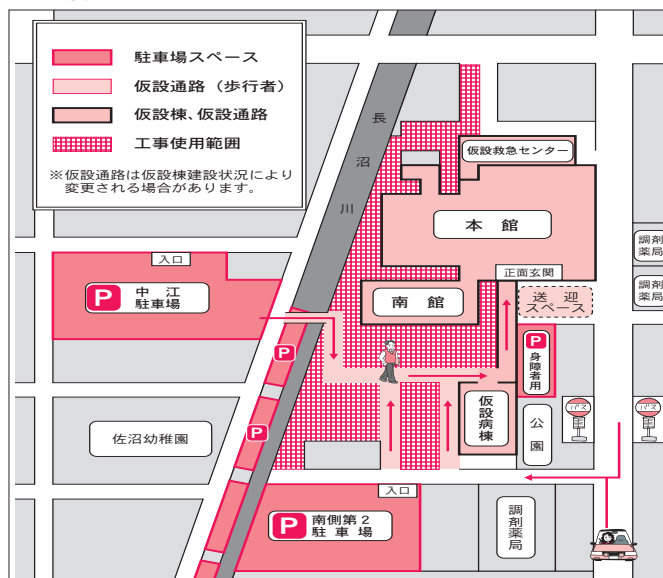 駐車場スペース
仮設通路（歩行者）
仮設棟、仮設通路
工事使用範囲
※仮設通路は仮設棟建設状況により
変更される場合があります。
長沼川
仮設救急センター
本館
正面玄関
南館
送迎
スペース
調剤
薬局
調剤
薬局
入口
P
中江
駐車場
P
P
P
身障者用
仮設病棟
公園
バス
バス
佐沼幼稚園
入口
P
南側第2
駐車場
調剤薬局